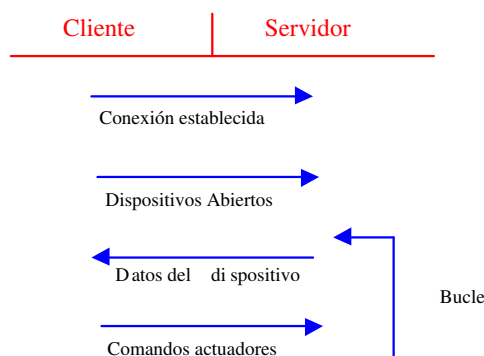 Cliente Servidor
Conexión establecida
Dispositivos Abiertos
Datos del di spositivo
Bucle
Comandos actuadores